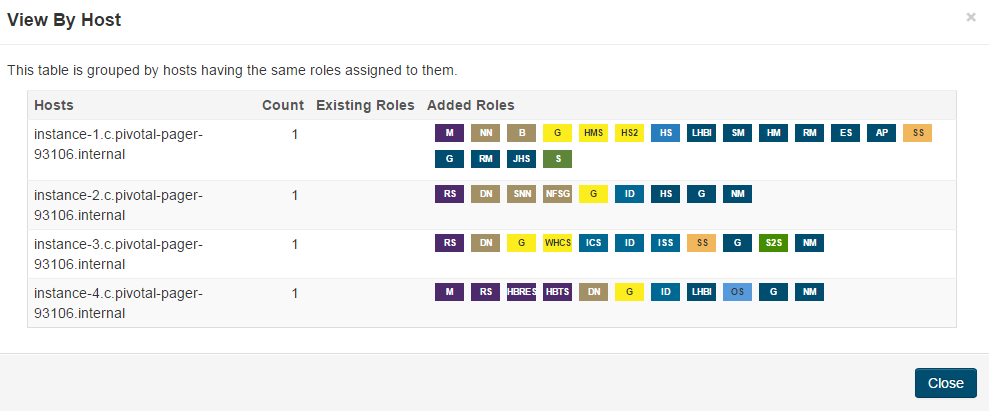 View By Host
×
This table is grouped by hosts having the same roles assigned to them.
Hosts Count Existing Roles Added Roles
instance-1.c.pivotal-pager- 1 M NN B G HMS HS2 HS LHBI SM HM RM ES AP SS
93106.internal G RM JHS S
instance-2.c.pivotal-pager- 1 RS DN SNN NFSG G ID HS G NM
93106.internal
instance-3.c.pivotal-pager- 1 RS DN G WHCS ICS ID ISS SS G S2S NM
93106.internal
instance-4.c.pivotal-pager- 1 M RS HBRES HBTS DN G ID LHBI OS G NM
93106.internal
Close